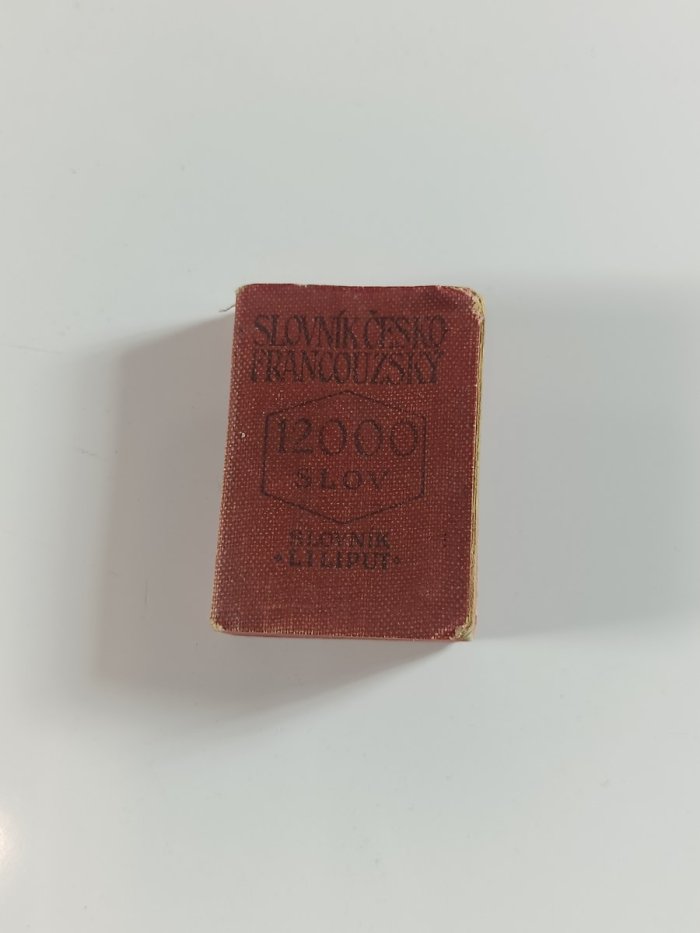 SLOVNÍK ČESKO
FRANCOUZSKÝ
12000
SLOV
SLOVNÍK
LILIPUT